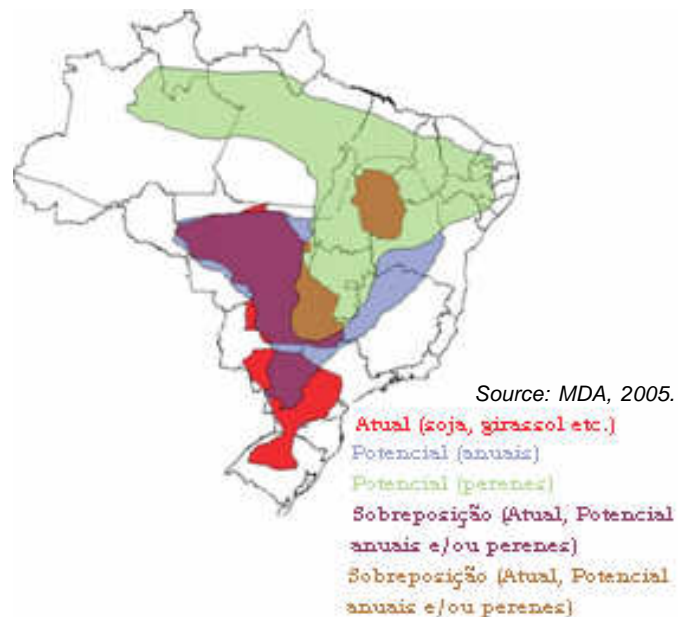 Source: MDA, 2005.
Atual (soja, girassol etc.)
Potencial (anuais)
Potencial (perenes)
Sobreposição (Atual, Potencial
anuais e/ou perenes)
Sobreposição (Atual, Potencial
anuais e/ou perenes)